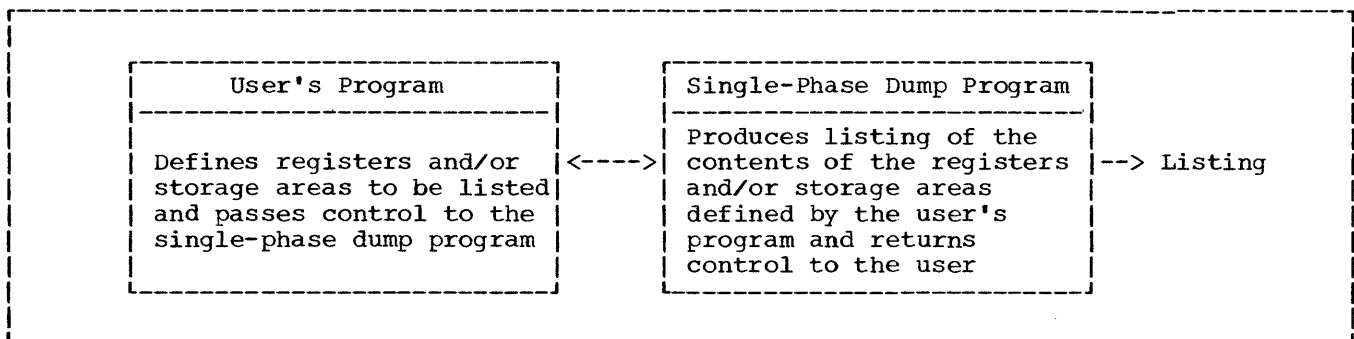 User's Program
Defines registers and/or
storage areas to be listed
and passes control to the
single-phase dump program
<---->
Single-Phase Dump Program
Produces listing of the
contents of the registers
and/or storage areas
defined by the user's
program and returns
control to the user
--> Listing